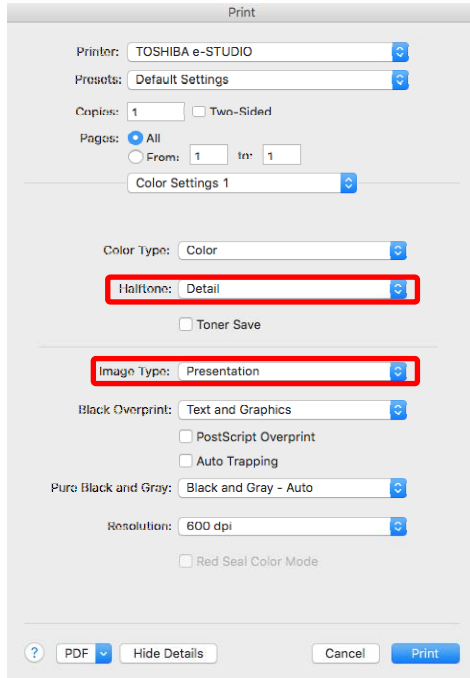 Print
Printer: TOSHIBA e-STUDIO
Presets: Default Settings
Copies: 1 Two-Sided
Pages: All
From: 1 to: 1
Color Settings 1
Color Type: Color
Halftone: Detail
Toner Save
Image Type: Presentation
Black Overprint: Text and Graphics
PostScript Overprint
Auto Trapping
Pure Black and Gray: Black and Gray - Auto
Resolution: 600 dpi
Red Seal Color Mode
? PDF Hide Details Cancel Print